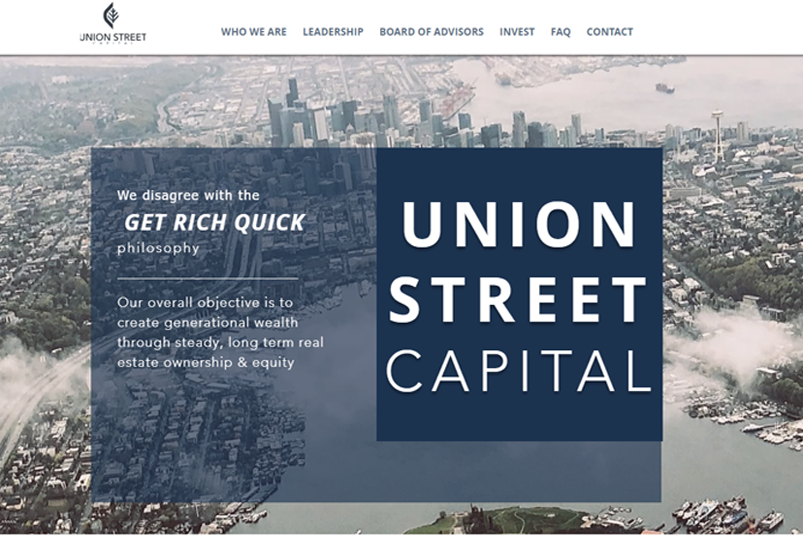 UNION STREET
CAPITAL
WHO WE ARE LEADERSHIP BOARD OF ADVISORS INVEST FAQ CONTACT
We disagree with the
GET RICH QUICK
philosophy
Our overall objective is to
create generational wealth
through steady, long term real
estate ownership & equity
UNION
STREET
CAPITAL